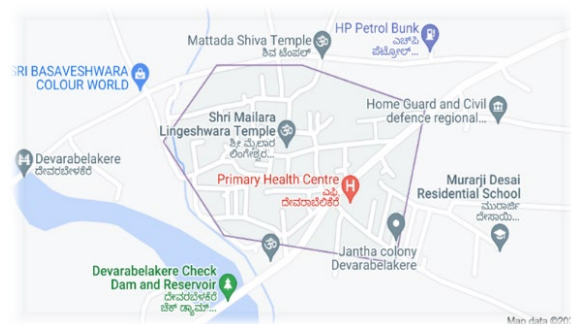 HP Petrol Bunk
ಎಚ್‌ಪಿ
ಪೆಟ್ರೋಲ್...
Mattada Shiva Temple
ಶಿವ ಟೆಂಪಲ್
SRI BASAVESHWARA
COLOUR WORLD
Home Guard and Civil
defence regional...
Shri Mailara
Lingeshwara Temple
ಶ್ರೀ ಮೈಲಾರ
ಲಿಂಗೇಶ್ವರ...
Devarabelakere
ದೇವರಬೆಳಕೆರೆ
Primary Health Centre
ಎಫ಼್
ದೇವರಾಬೆಲಿಕೆರೆ
Murarji Desai
Residential School
ಮುರಾರ್ಜಿ
ದೇಸಾಯಿ...
Jantha colony
Devarabelakere
Devarabelakere Check
Dam and Reservoir
ದೇವರಬೆಳಕೆರೆ
ಚೆಕ್ ಡ್ಯಾಮ್...
Map data